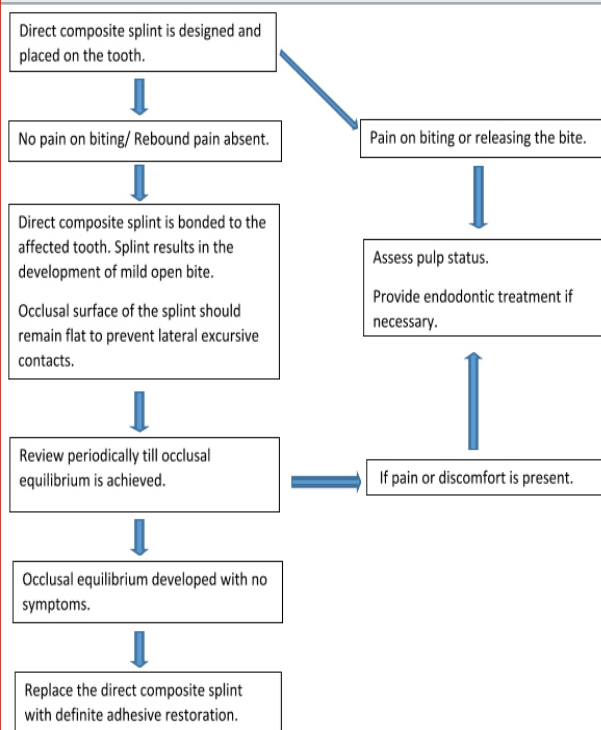 Direct composite splint is designed and
placed on the tooth.
No pain on biting/ Rebound pain absent.
Pain on biting or releasing the bite.
Direct composite splint is bonded to the
affected tooth. Splint results in the
development of mild open bite.
Occlusal surface of the splint should
remain flat to prevent lateral excursive
contacts.
Assess pulp status.
Provide endodontic treatment if
necessary.
Review periodically till occlusal
equilibrium is achieved.
If pain or discomfort is present.
Occlusal equilibrium developed with no
symptoms.
Replace the direct composite splint
with definite adhesive restoration.